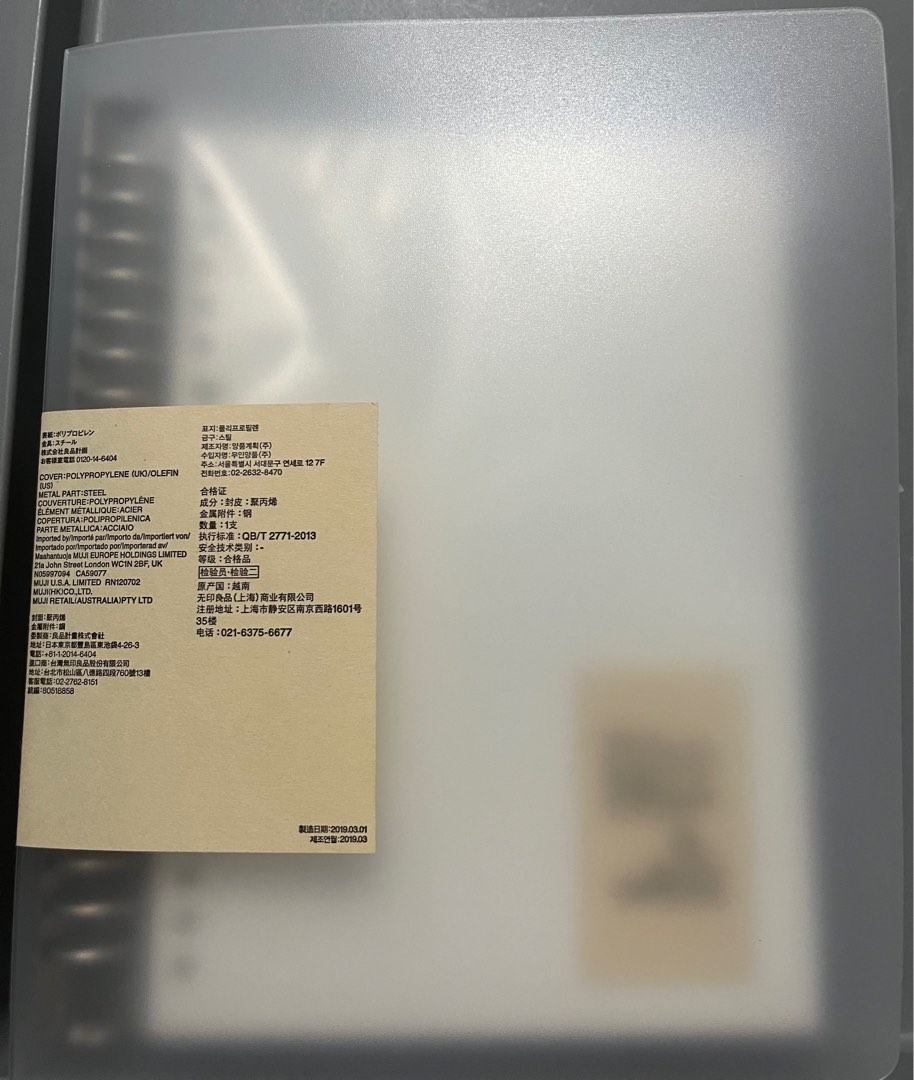 表紙:ポリプロピレン
金具:スチール
株式会社良品計画
お客様室電話 0120-14-6404
COVER:POLYPROPYLENE (UK)/OLEFIN
(US)
METAL PART:STEEL
COUVERTURE:POLYPROPYLÈNE
ÉLÉMENT MÉTALLIQUE:ACIER
COPERTURA:POLIPROPILENICA
PARTE METALLICA:ACCIAIO
Imported by/Importé par/Importo da/Importiert von/
Importado por/Importado por/Importerad av/
Maahantuoja MUJI EUROPE HOLDINGS LIMITED
21a John Street London WC1N 2BF, UK
N05997094 CA59077
MUJI U.S.A. LIMITED RN120702
MUJI(HK)CO.,LTD.
MUJI RETAIL(AUSTRALIA)PTY LTD
封面:聚丙烯
金屬附件:鋼
委製商:良品計畫株式會社
地址:日本東京都豐島區東池袋4-26-3
電話:+81-1-2014-6404
進口商:台灣無印良品股份有限公司
地址:台北市松山區八德路四段760號13樓
客服電話:02-2762-8151
統編:80518858
표지:폴리프로필렌
금구:스틸
제조자명:양품계획(주)
수입자명:무인양품(주)
주소:서울특별시 서대문구 연세로 12 7F
전화번호:02-2632-8470
合格证
成分:封皮:聚丙烯
金属附件:钢
数量:1支
执行标准:QB/T 2771-2013
安全技术类别:-
等级:合格品
检验员·检验二
原产国:越南
无印良品(上海)商业有限公司
注册地址:上海市静安区南京西路1601号
35楼
电话:021-6375-6677
製造日期:2019.03.01
제조연월:2019.03